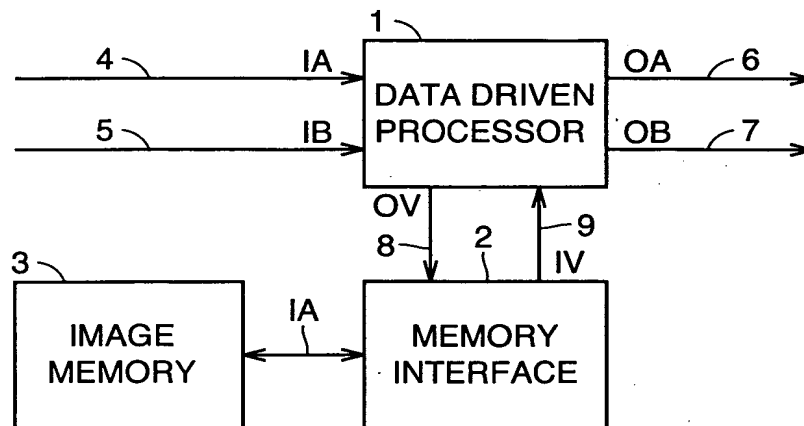 1
4 IA
OA 6
DATA DRIVEN
PROCESSOR
5 IB
OB 7
OV
8
9
IV
2
3
IMAGE
MEMORY
IA
MEMORY
INTERFACE